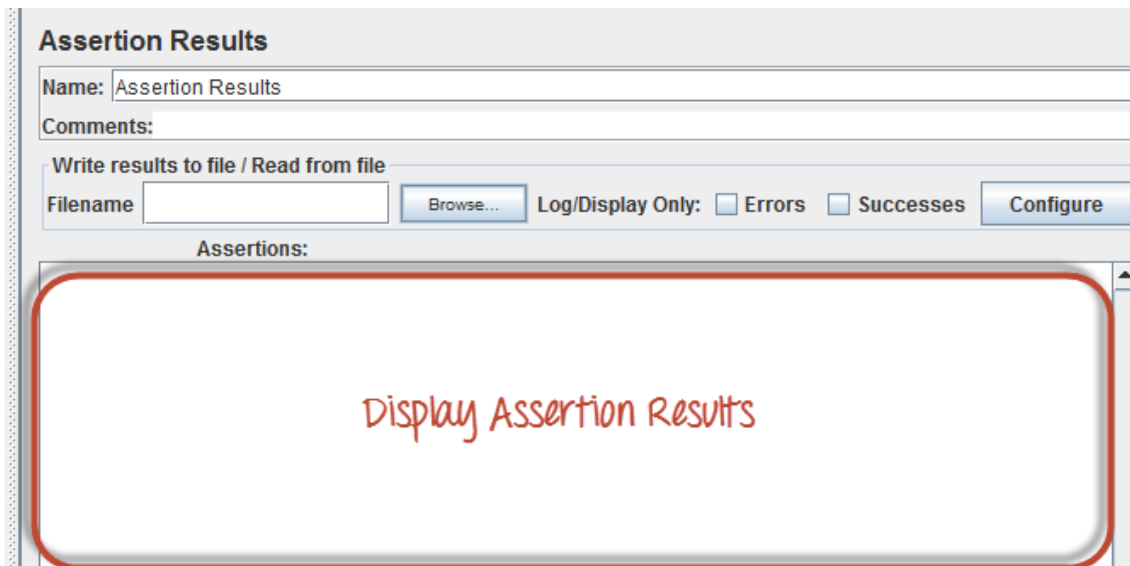 Assertion Results
Name: Assertion Results
Comments:
Write results to file / Read from file
Filename Browse... Log/Display Only: Errors Successes Configure
Assertions:
Display Assertion Results